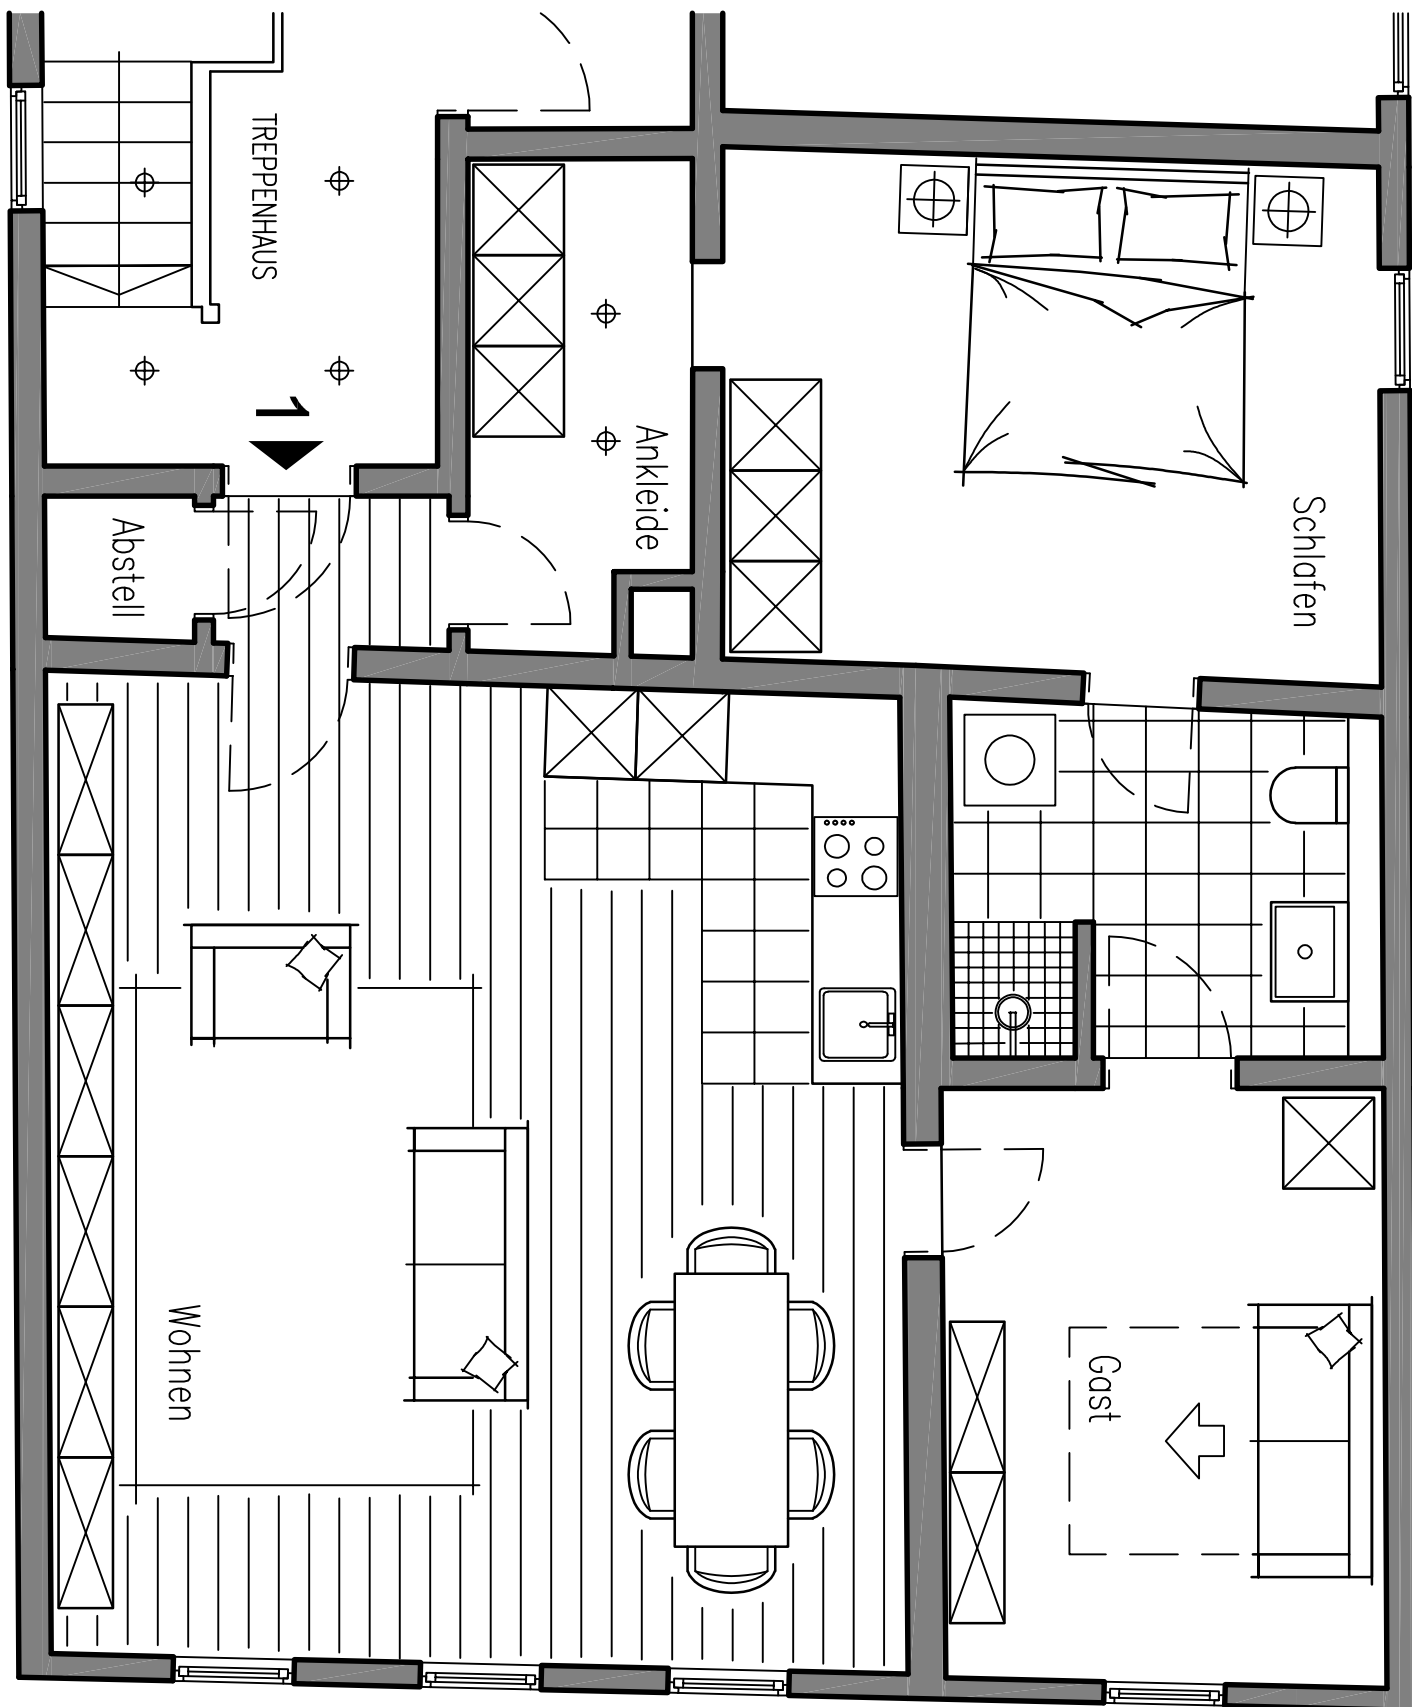 TREPPENHAUS
1
Ankleide
Schlafen
Abstell
Wohnen
Gast